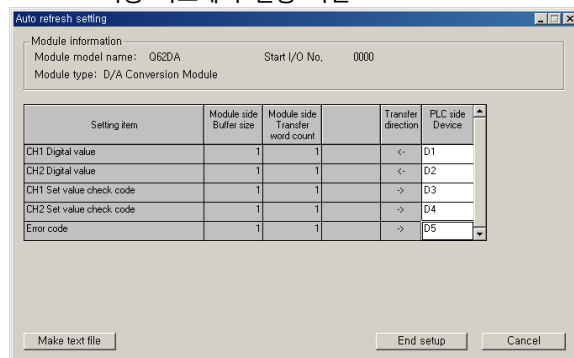 Auto refresh setting
Module information
Module model name: Q62DA Start I/O No. 0000
Module type: D/A Conversion Module
Setting item Module side Buffer size Module side Transfer word count Transfer direction PLC side Device
CH1 Digital value 1 1 <- D1
CH2 Digital value 1 1 <- D2
CH1 Set value check code 1 1 -> D3
CH2 Set value check code 1 1 -> D4
Error code 1 1 -> D5
Make text file End setup Cancel